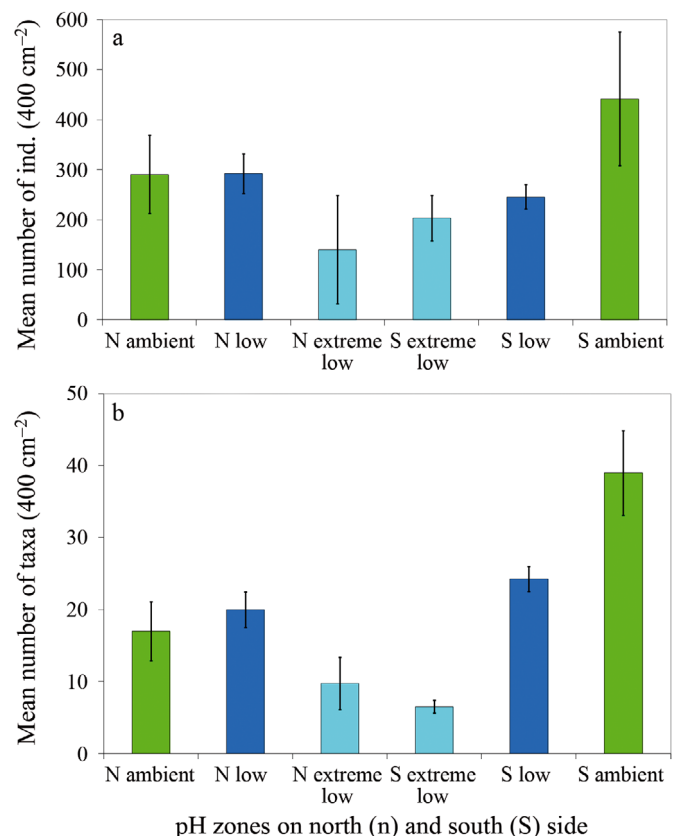 a
Mean number of ind. (400 cm⁻²)
600
500
400
300
200
100
0
N ambient N low N extreme low S extreme low S low S ambient
b
Mean number of taxa (400 cm⁻²)
50
40
30
20
10
0
N ambient N low N extreme low S extreme low S low S ambient
pH zones on north (n) and south (S) side